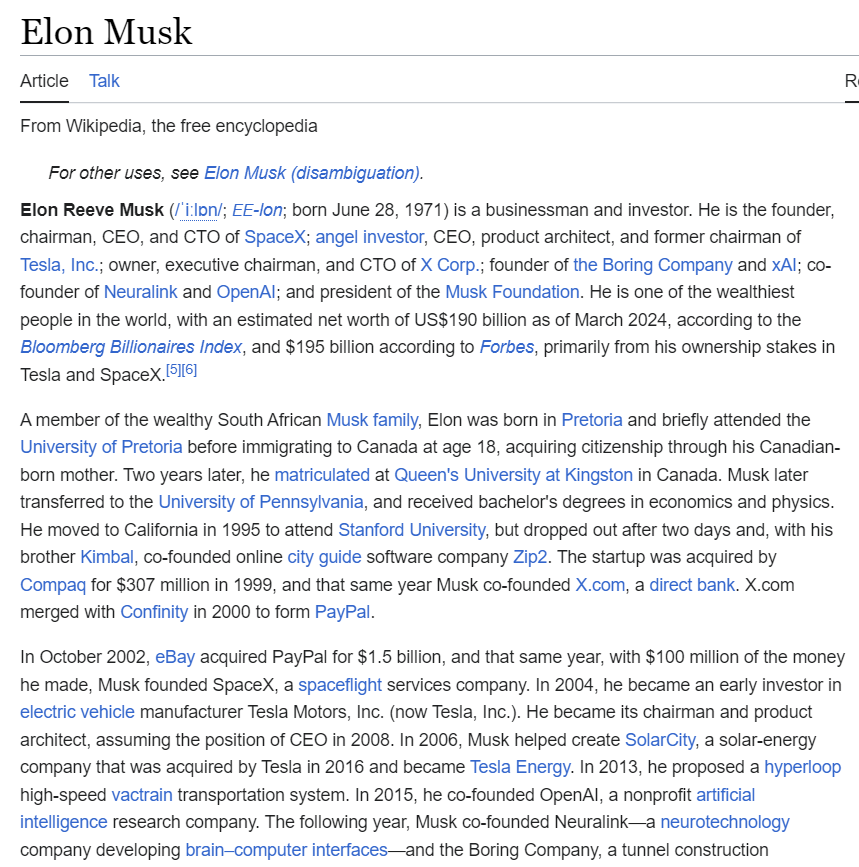 Elon Musk
Article Talk
From Wikipedia, the free encyclopedia
For other uses, see Elon Musk (disambiguation).
Elon Reeve Musk (/ˈiːlɒn/; EE-lon; born June 28, 1971) is a businessman and investor. He is the founder,
chairman, CEO, and CTO of SpaceX; angel investor, CEO, product architect, and former chairman of
Tesla, Inc.; owner, executive chairman, and CTO of X Corp.; founder of the Boring Company and xAI; co-
founder of Neuralink and OpenAI; and president of the Musk Foundation. He is one of the wealthiest
people in the world, with an estimated net worth of US$190 billion as of March 2024, according to the
Bloomberg Billionaires Index, and $195 billion according to Forbes, primarily from his ownership stakes in
Tesla and SpaceX.[5][6]
A member of the wealthy South African Musk family, Elon was born in Pretoria and briefly attended the
University of Pretoria before immigrating to Canada at age 18, acquiring citizenship through his Canadian-
born mother. Two years later, he matriculated at Queen's University at Kingston in Canada. Musk later
transferred to the University of Pennsylvania, and received bachelor's degrees in economics and physics.
He moved to California in 1995 to attend Stanford University, but dropped out after two days and, with his
brother Kimbal, co-founded online city guide software company Zip2. The startup was acquired by
Compaq for $307 million in 1999, and that same year Musk co-founded X.com, a direct bank. X.com
merged with Confinity in 2000 to form PayPal.
In October 2002, eBay acquired PayPal for $1.5 billion, and that same year, with $100 million of the money
he made, Musk founded SpaceX, a spaceflight services company. In 2004, he became an early investor in
electric vehicle manufacturer Tesla Motors, Inc. (now Tesla, Inc.). He became its chairman and product
architect, assuming the position of CEO in 2008. In 2006, Musk helped create SolarCity, a solar-energy
company that was acquired by Tesla in 2016 and became Tesla Energy. In 2013, he proposed a hyperloop
high-speed vactrain transportation system. In 2015, he co-founded OpenAI, a nonprofit artificial
intelligence research company. The following year, Musk co-founded Neuralink—a neurotechnology
company developing brain–computer interfaces—and the Boring Company, a tunnel construction